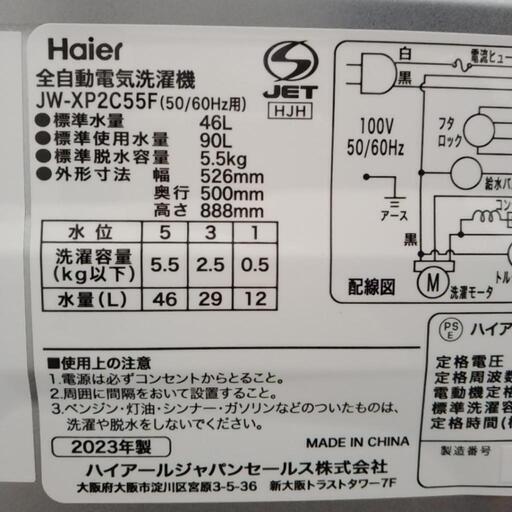 Haier
全自動電気洗濯機
JW-XP2C55F(50/60Hz用)
●標準水量 46L
●標準使用水量 90L
●標準脱水容量 5.5kg
●外形寸法 幅 526mm
奥行 500mm
高さ 888mm
水位 5 3 1
洗濯容量(kg以下) 5.5 2.5 0.5
水量(L) 46 29 12
S
JET
HJH
白
電流ヒュー
黒
100V
50/60Hz
フタ
ロック
給水バ
アース
コン
黒
M
洗濯モータ
トル
配線図
■使用上の注意
1.電源は必ずコンセントからとること。
2.周囲に間隔をおいて設置すること。
3.ベンジン・灯油・シンナー・ガソリンなどのついたものは、
洗濯や脱水をしないでください。
2023年製
MADE IN CHINA
ハイアールジャパンセールス株式会社
大阪府大阪市淀川区宮原3-5-36 新大阪トラストタワー7F
PS
E
ハイアー
定格電圧
定格周波数
電動機定格
標準洗濯容
定格時間(
製造番号